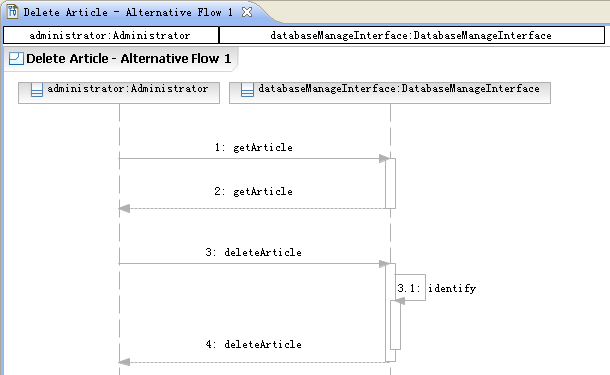 Delete Article - Alternative Flow 1
administrator:Administrator databaseManageInterface:DatabaseManageInterface
Delete Article - Alternative Flow 1
administrator:Administrator databaseManageInterface:DatabaseManageInterface
1: getArticle
2: getArticle
3: deleteArticle
3.1: identify
4: deleteArticle